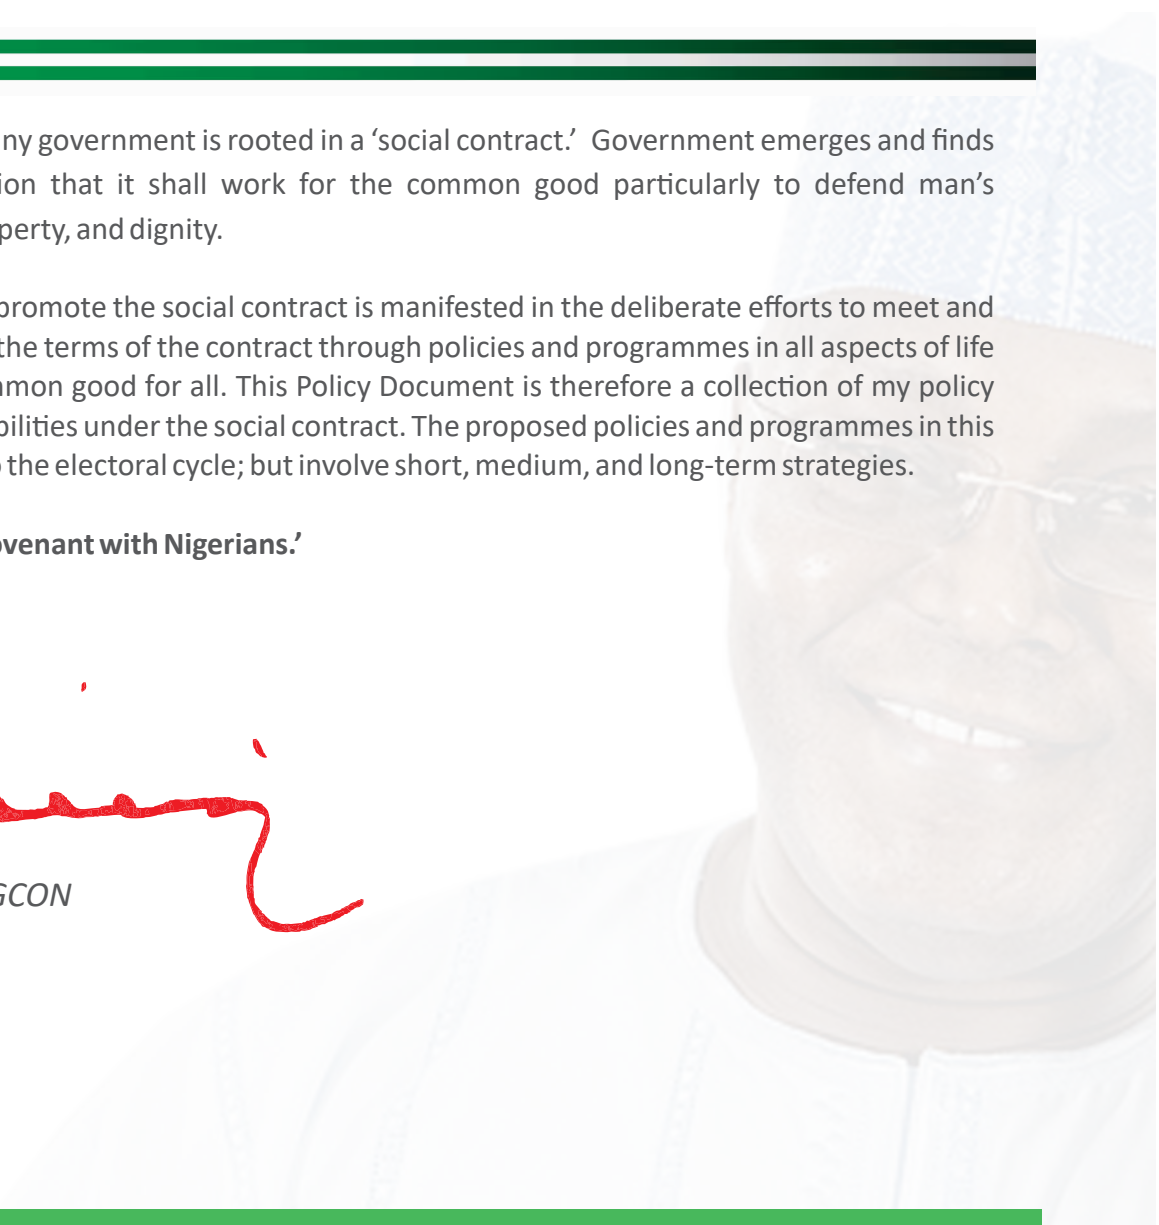 ny government is rooted in a ‘social contract.’ Government emerges and finds
ion that it shall work for the common good particularly to defend man’s
perty, and dignity.
promote the social contract is manifested in the deliberate efforts to meet and
the terms of the contract through policies and programmes in all aspects of life
mon good for all. This Policy Document is therefore a collection of my policy
bilities under the social contract. The proposed policies and programmes in this
o the electoral cycle; but involve short, medium, and long-term strategies.
ovenant with Nigerians.’
GCON